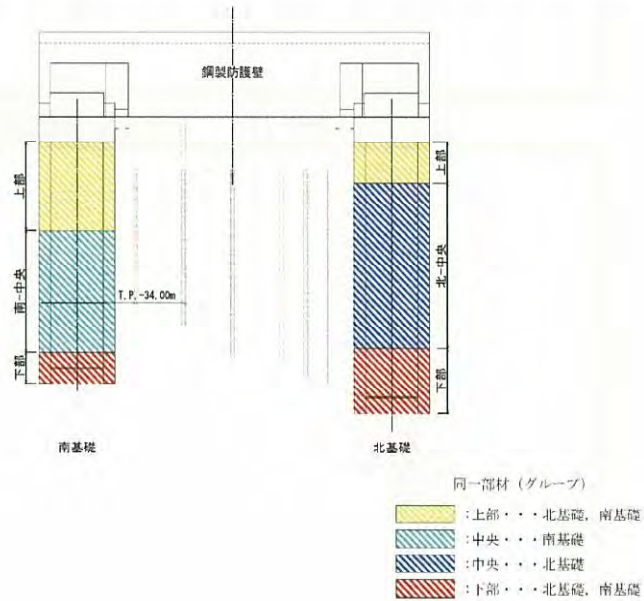 鋼製防護壁
上部
南-中央
下部
T.P.-34.00m
上部
北-中央
下部
南基礎
北基礎
同一部材（グループ）
:上部・・・北基礎，南基礎
:中央・・・南基礎
:中央・・・北基礎
:下部・・・北基礎，南基礎